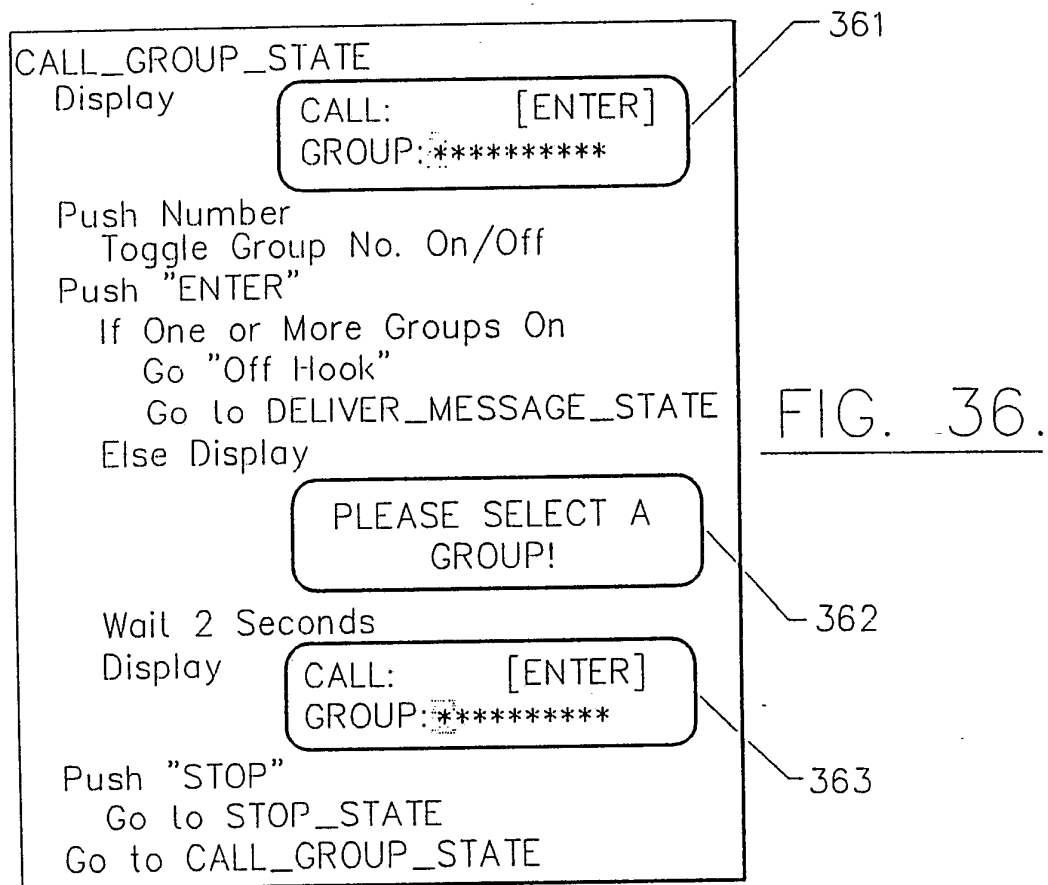 361
CALL_GROUP_STATE
Display
CALL: [ENTER]
GROUP:**********
Push Number
Toggle Group No. On/Off
Push "ENTER"
If One or More Groups On
Go "Off Hook"
Go to DELIVER_MESSAGE_STATE
FIG. 36.
Else Display
PLEASE SELECT A
GROUP!
362
Wait 2 Seconds
Display
CALL: [ENTER]
GROUP:**********
363
Push "STOP"
Go to STOP_STATE
Go to CALL_GROUP_STATE